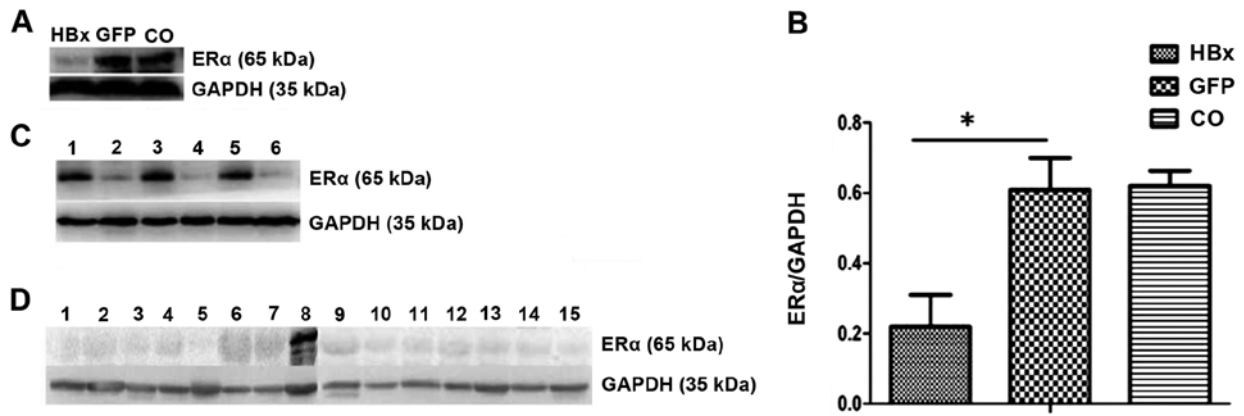 A
HBx GFP CO
ERα (65 kDa)
GAPDH (35 kDa)
C
1 2 3 4 5 6
ERα (65 kDa)
GAPDH (35 kDa)
D
1 2 3 4 5 6 7 8 9 10 11 12 13 14 15
ERα (65 kDa)
GAPDH (35 kDa)
B
HBx
GFP
CO
*
ERα/GAPDH
0.8
0.6
0.4
0.2
0.0